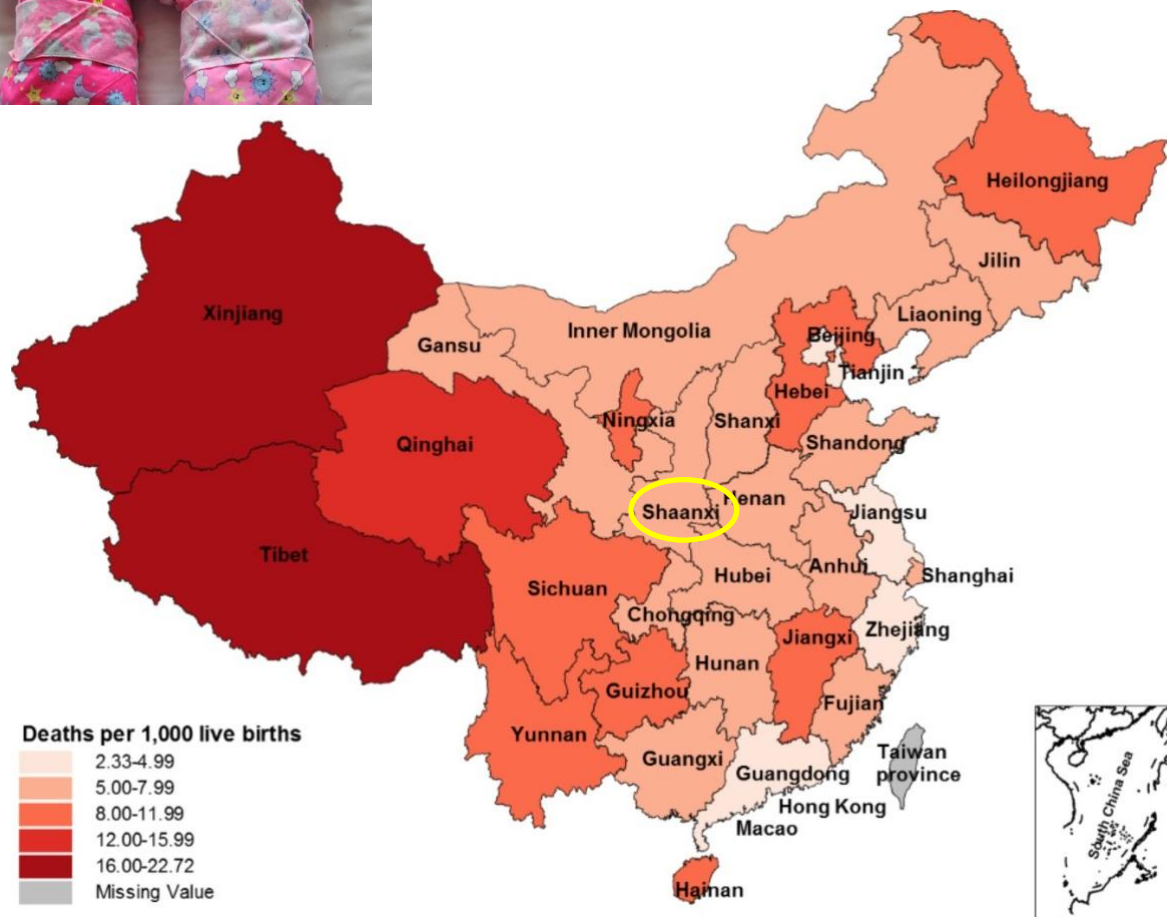 Heilongjiang
Jilin
Xinjiang
Liaoning
Inner Mongolia
Beijing
Gansu
Tianjin
Hebei
Ningxia
Shanxi
Qinghai
Shandong
Henan
Shaanxi
Jiangsu
Tibet
Anhui
Hubei
Shanghai
Sichuan
Chongqing
Zhejiang
Jiangxi
Hunan
Guizhou
Fujian
Yunnan
Guangxi
Taiwan
province
Guangdong
Hong Kong
Macao
Hainan
Deaths per 1,000 live births
2.33-4.99
5.00-7.99
8.00-11.99
12.00-15.99
16.00-22.72
Missing Value
South China Sea